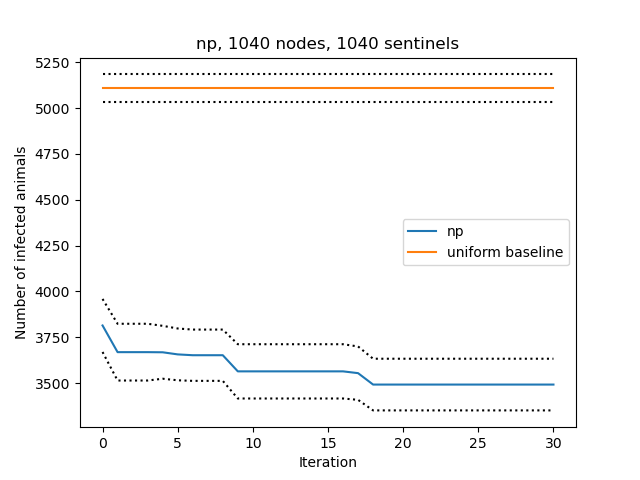 np, 1040 nodes, 1040 sentinels
Number of infected animals
5250
5000
4750
4500
4250
4000
3750
3500
np
uniform baseline
0 5 10 15 20 25 30
Iteration